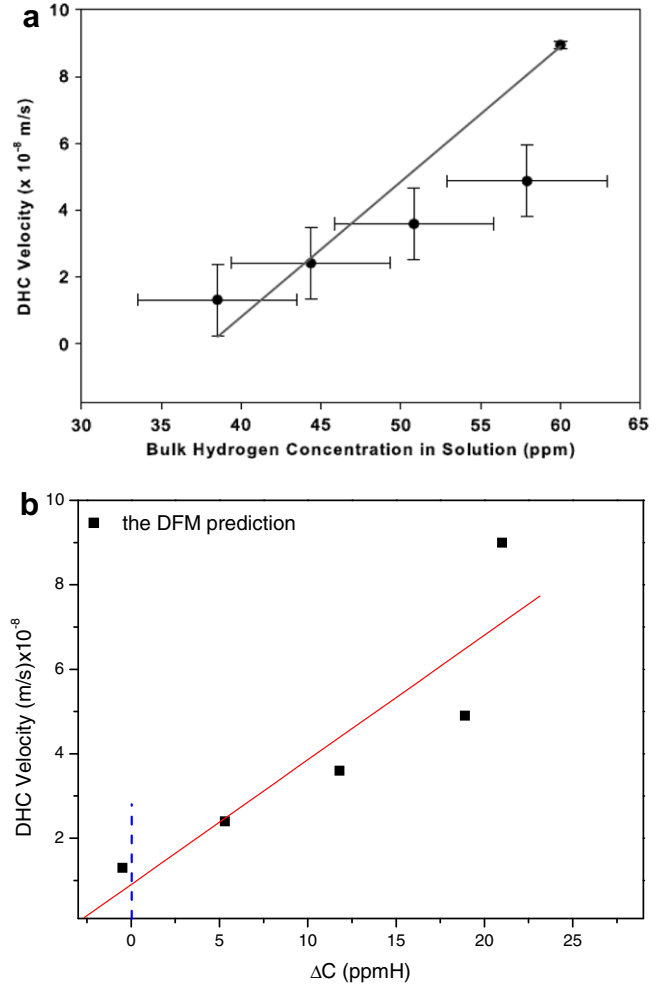 a
10
8
6
4
2
0
DHC Velocity (x 10⁻⁸ m/s)
30 35 40 45 50 55 60 65
Bulk Hydrogen Concentration in Solution (ppm)
b
10
the DFM prediction
8
6
4
2
DHC Velocity (m/s)x10⁻⁸
0 5 10 15 20 25
ΔC (ppmH)